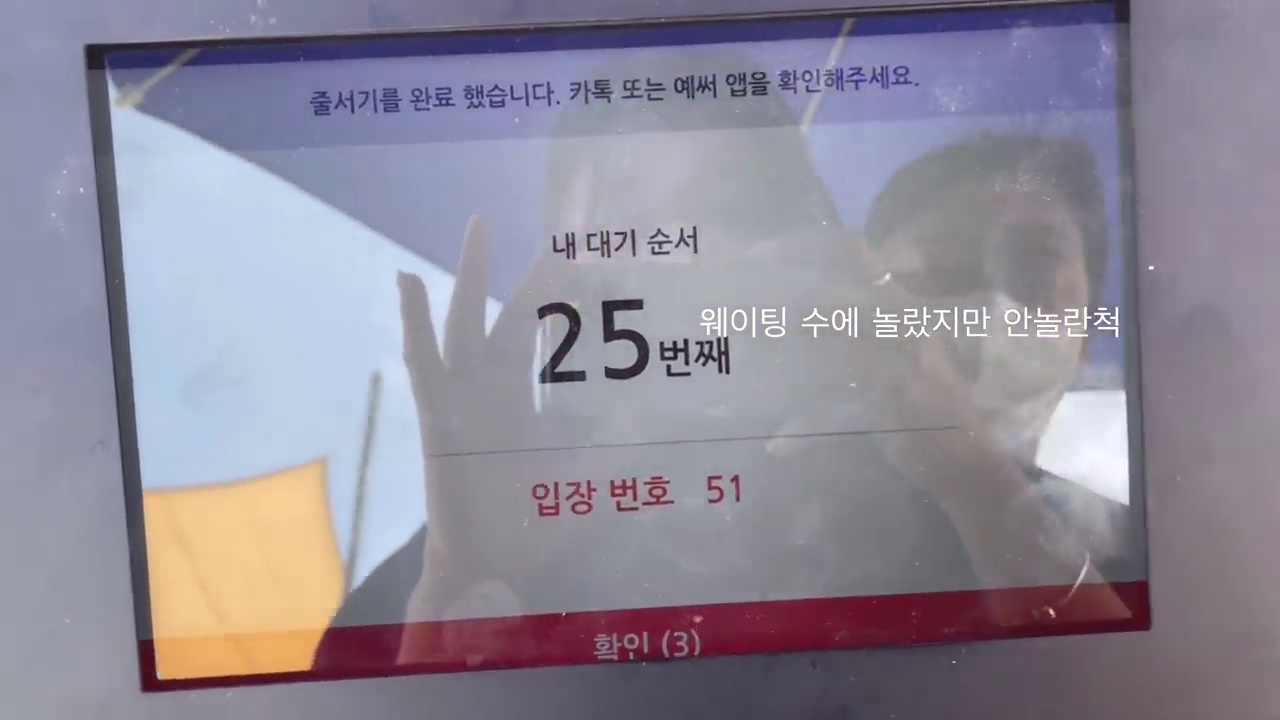 줄서기를 완료 했습니다. 카톡 또는 예써 앱을 확인해주세요.
내 대기 순서
25번째
웨이팅 수에 놀랐지만 안놀란척
입장 번호 51
확인 (3)